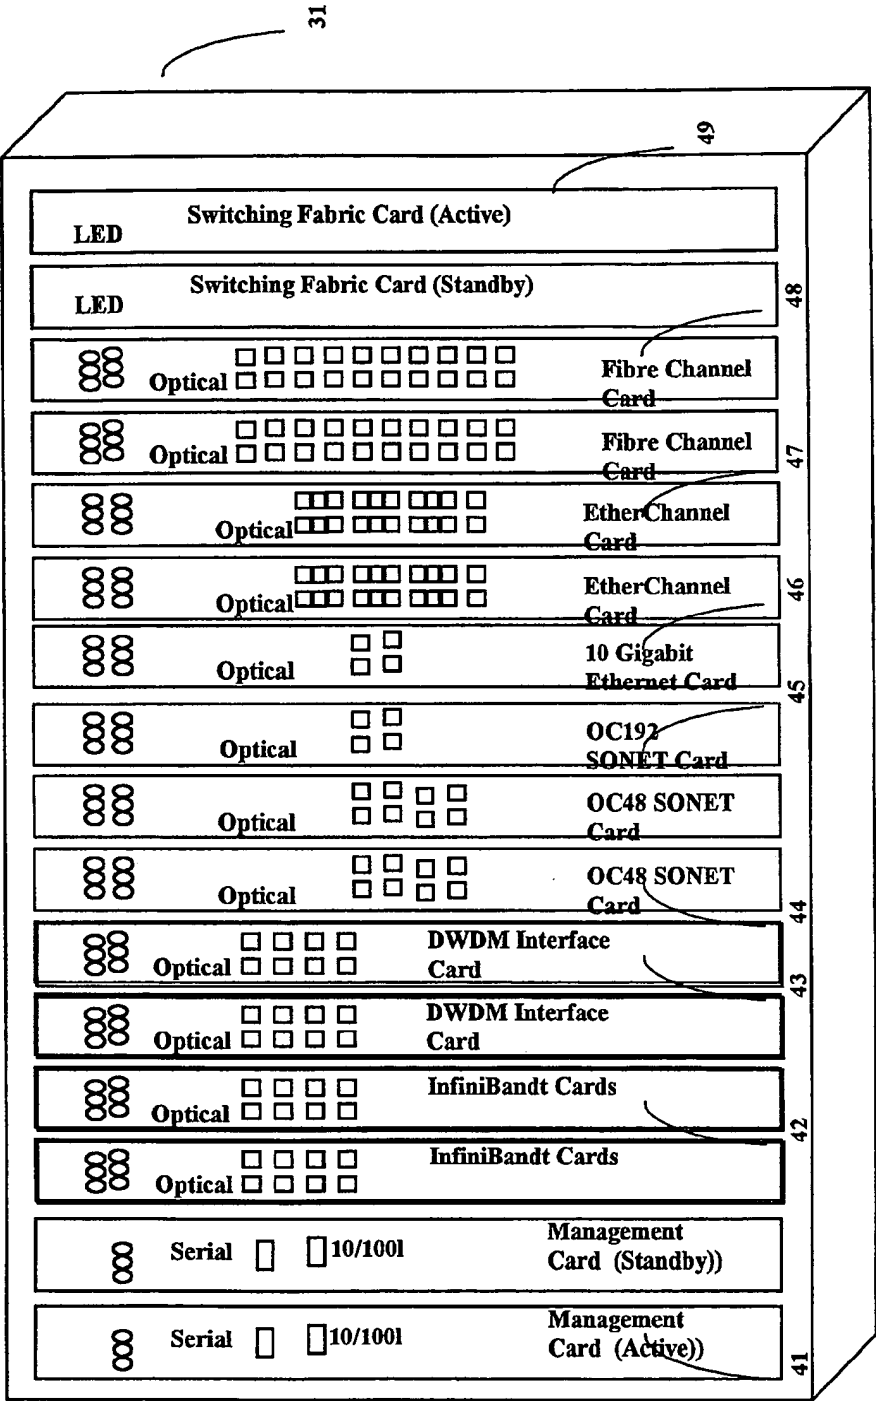 31
49
Switching Fabric Card (Active)
LED
Switching Fabric Card (Standby)
LED
48
Optical
Fibre Channel
Card
Optical
Fibre Channel
Card
47
Optical
EtherChannel
Card
Optical
EtherChannel
Card
46
Optical
10 Gigabit
Ethernet Card
45
Optical
OC192
SONET Card
Optical
OC48 SONET
Card
Optical
OC48 SONET
Card
44
Optical
DWDM Interface
Card
43
Optical
DWDM Interface
Card
Optical
InfiniBandt Cards
42
Optical
InfiniBandt Cards
Serial
10/100l
Management
Card (Standby))
Serial
10/100l
Management
Card (Active))
41